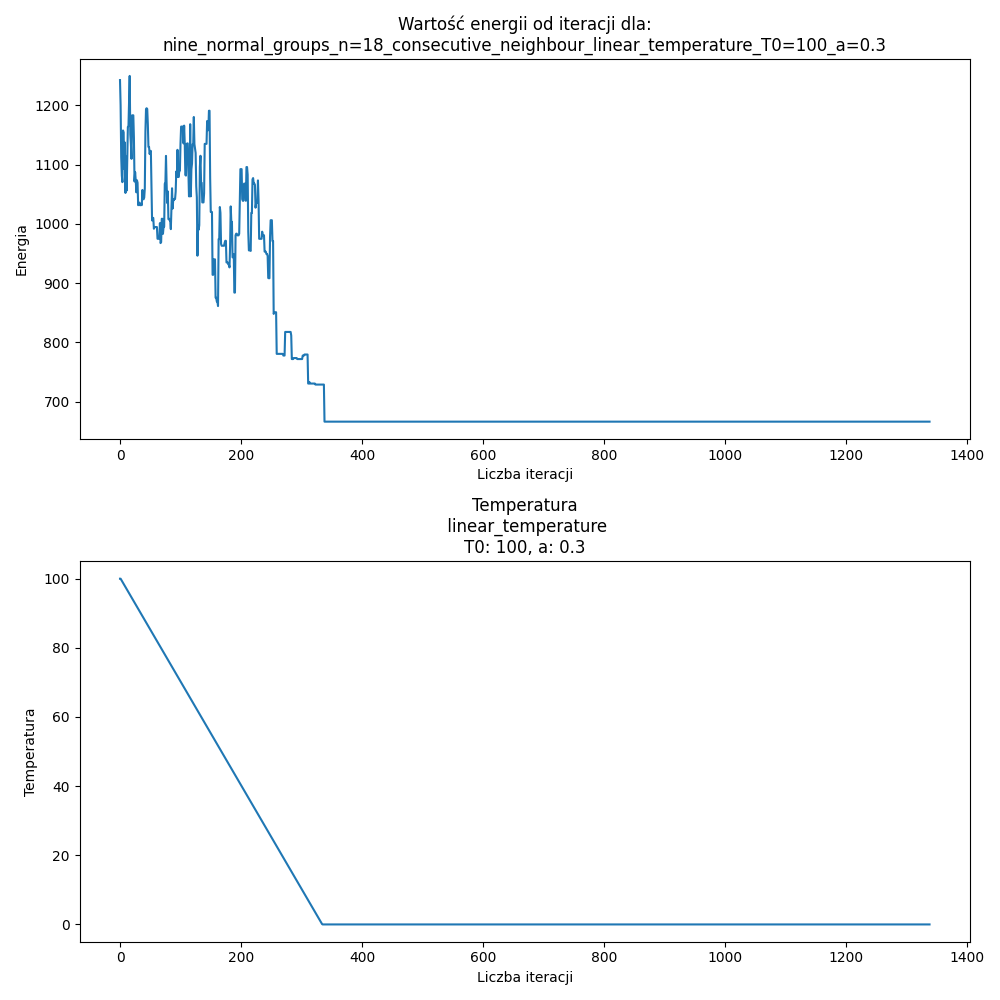 Wartość energii od iteracji dla:
nine_normal_groups_n=18_consecutive_neighbour_linear_temperature_T0=100_a=0.3
1200
1100
1000
900
800
700
Energia
0 200 400 600 800 1000 1200 1400
Liczba iteracji
Temperatura
linear_temperature
T0: 100, a: 0.3
100
80
60
40
20
0
Temperatura
0 200 400 600 800 1000 1200 1400
Liczba iteracji